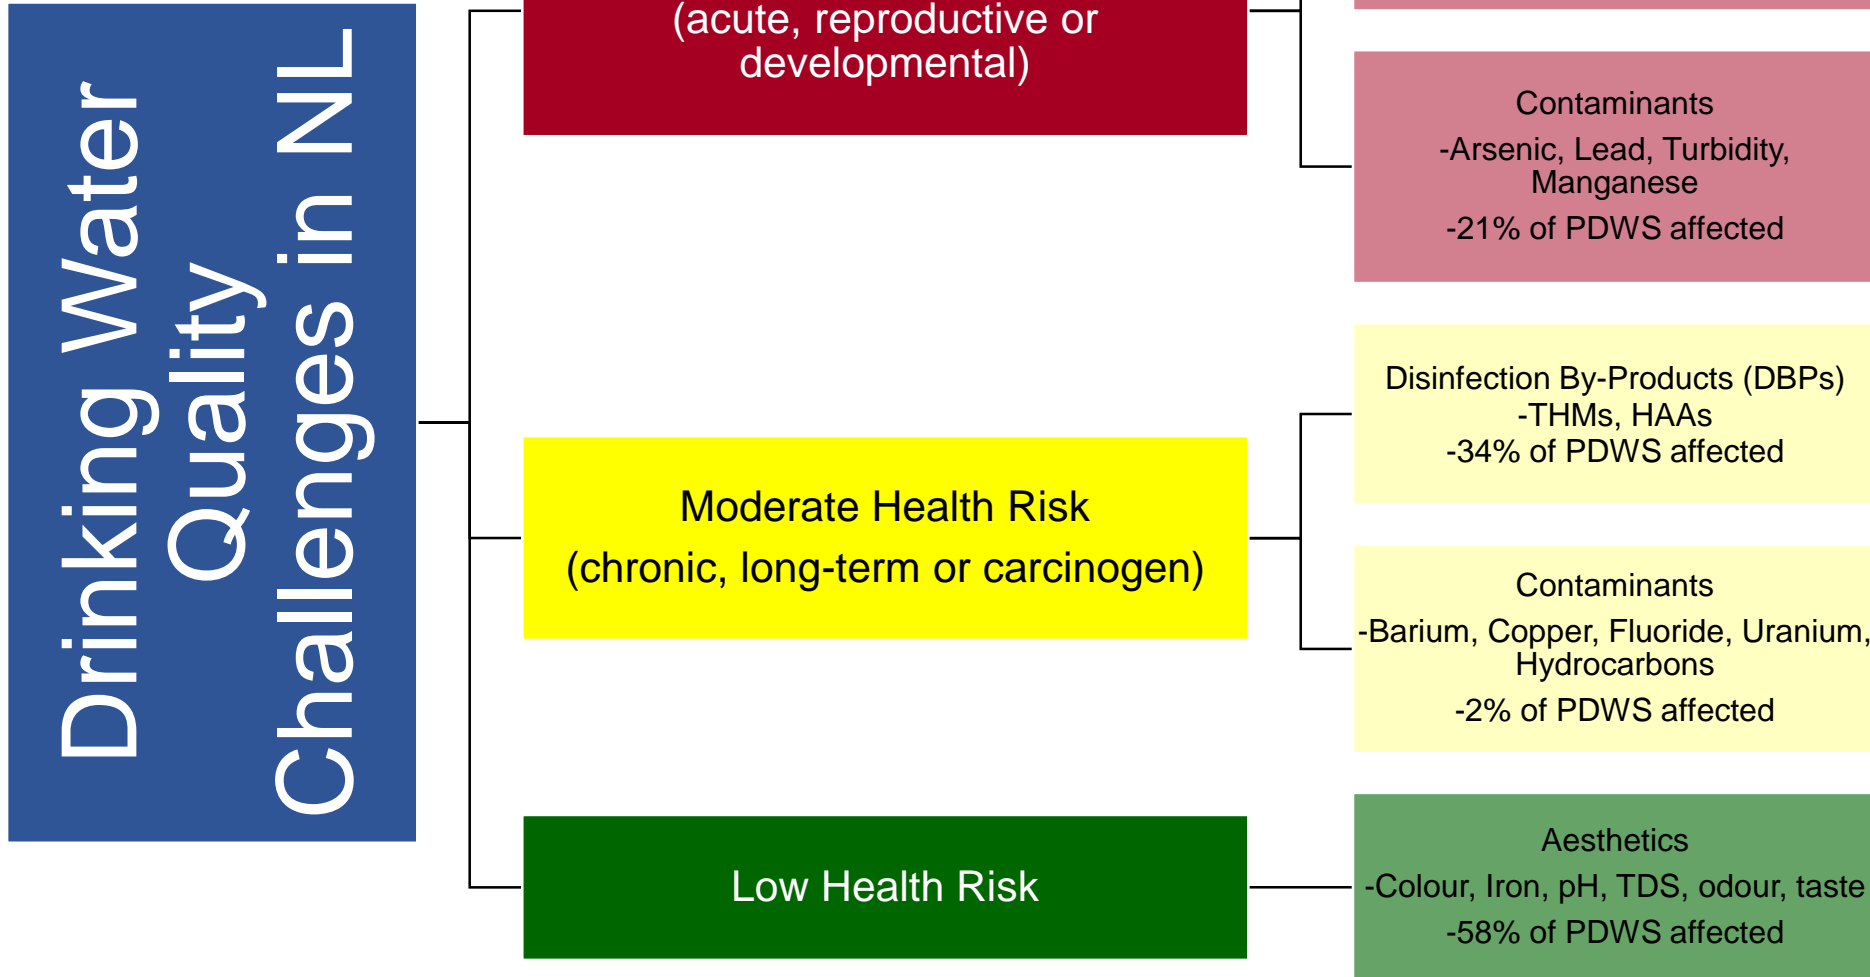 Drinking Water
Quality
Challenges in NL
(acute, reproductive or
developmental)
Contaminants
-Arsenic, Lead, Turbidity,
Manganese
-21% of PDWS affected
Moderate Health Risk
(chronic, long-term or carcinogen)
Disinfection By-Products (DBPs)
-THMs, HAAs
-34% of PDWS affected
Contaminants
-Barium, Copper, Fluoride, Uranium,
Hydrocarbons
-2% of PDWS affected
Low Health Risk
Aesthetics
-Colour, Iron, pH, TDS, odour, taste
-58% of PDWS affected